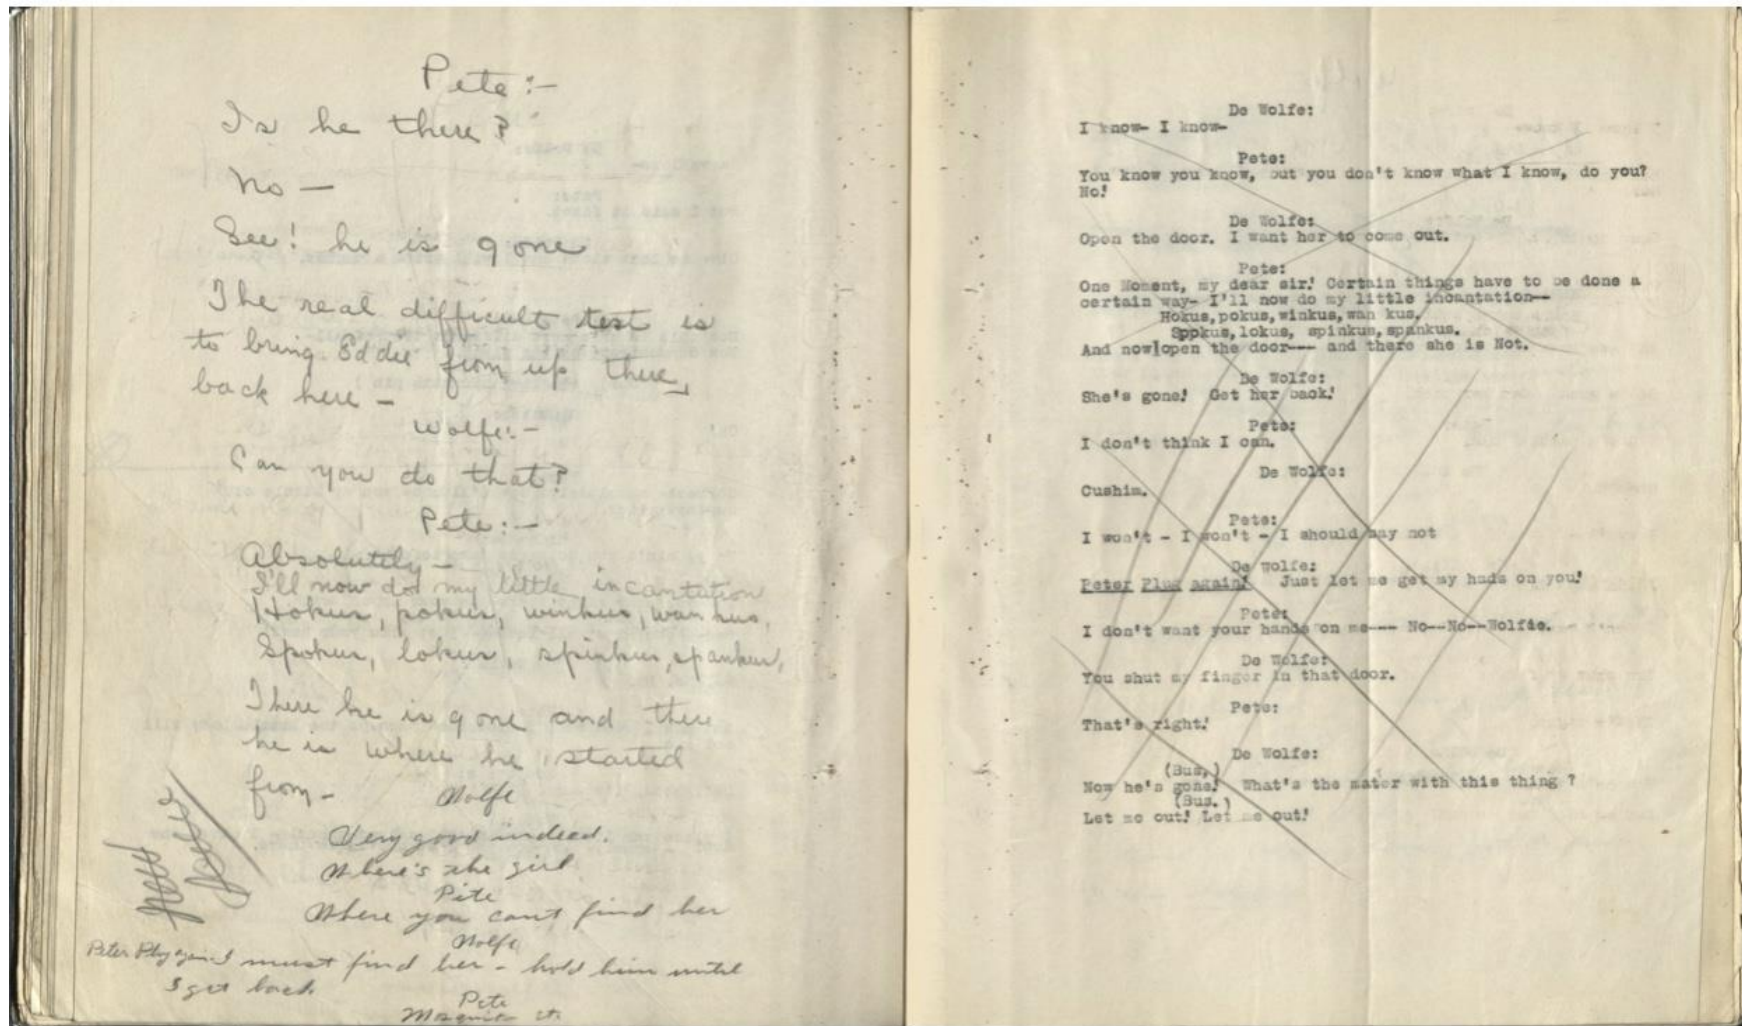 Pete:-
Is he there?
No —
See! he is gone
The real difficult test is
to bring Eddie from up there,
back here -
Wolfe:-
Can you do that?
Pete:-
Absolutely -
I'll now do my little incantation
Hokus, pokus, winkus, wankus,
Spokus, lokus, spinkus, spankus,
There he is gone and there
he is where he started
from -
Wolfe
Very good indeed.
Where's the girl
Pete
Where you cant find her
Wolfe
Peter Plug again I must find her - hold him until
I get back
Pete
De Wolfe:
I know- I know-
Pete:
You know you know, but you don't know what I know, do you?
No!
De Wolfe:
Open the door. I want her to come out.
Pete:
One Moment, my dear sir! Certain things have to be done a
certain way- I'll now do my little incantation--
Hokus,pokus,winkus,wan kus.
Sppkus,lokus, spinkus,spankus.
And now open the door--- and there she is Not.
De Wolfe:
She's gone! Get her back!
Pete:
I don't think I can.
De Wolfe:
Cushim.
Pete:
I won't - I won't - I should say not
De Wolfe:
Peter Plug again! Just let me get my hads on you!
Pete:
I don't want your hands on me--- No--No--Wolfie.
De Wolfe:
You shut my finger in that door.
Pete:
That's right!
De Wolfe:
(Bus,)
Now he's gone! What's the mater with this thing ?
(Bus.)
Let me out! Let me out!